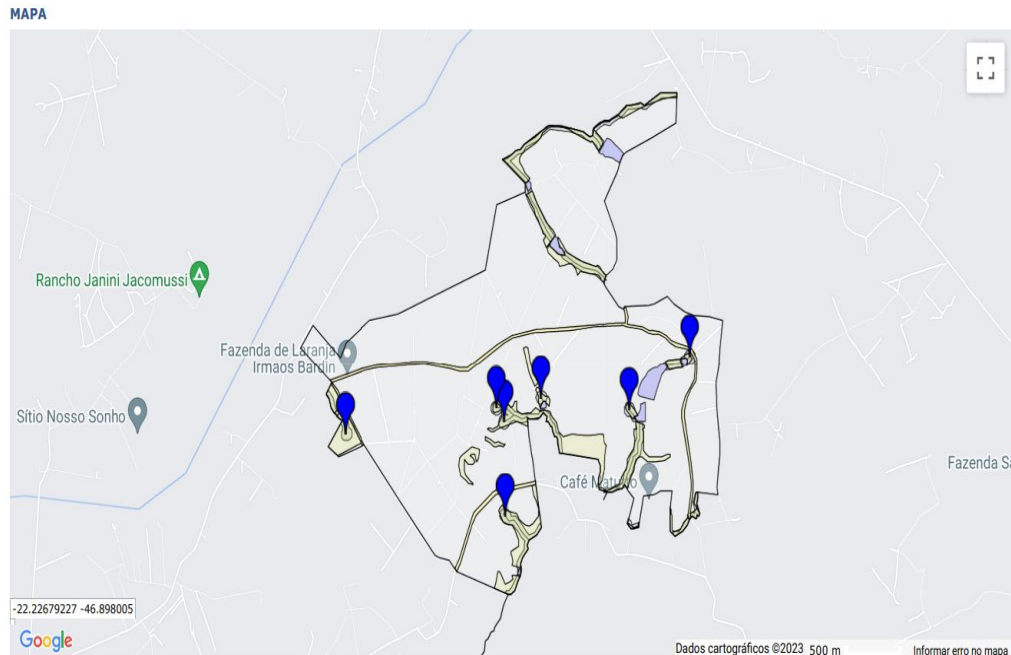 MAPA
Rancho Janini Jacomussi
Fazenda de Laranja
Irmaos Bardin
Sítio Nosso Sonho
Café
Fazenda
-22.22679227 -46.898005
Google
Dados cartográficos ©2023
500 m
Informar erro no mapa